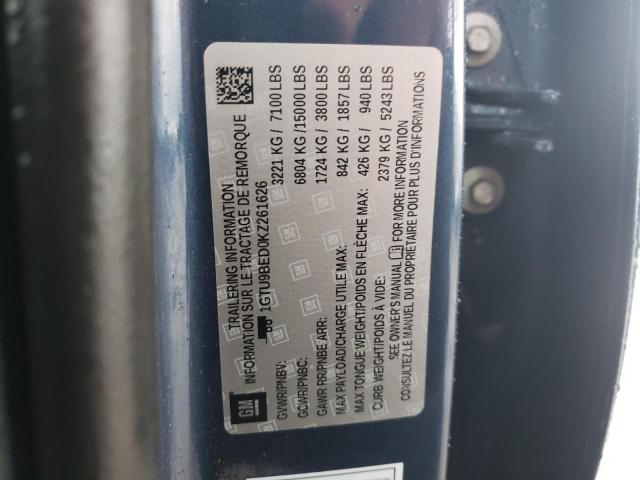 TRAILERING INFORMATION
INFORMATION SUR LE TRACTAGE DE REMORQUE
GM
1GTU9BED0KZ261626
GVWR/PNBV: 3221 KG / 7100 LBS
GCWR/PNBC: 6804 KG /15000 LBS
GAWR RR/PNBE ARR: 1724 KG / 3800 LBS
MAX PAYLOAD/CHARGE UTILE MAX: 842 KG / 1857 LBS
MAX TONGUE WEIGHT/POIDS EN FLÈCHE MAX: 426 KG / 940 LBS
CURB WEIGHT/POIDS À VIDE: 2379 KG / 5243 LBS
SEE OWNER'S MANUAL FOR MORE INFORMATION
CONSULTEZ LE MANUEL DU PROPRIÉTAIRE POUR PLUS D'INFORMATIONS